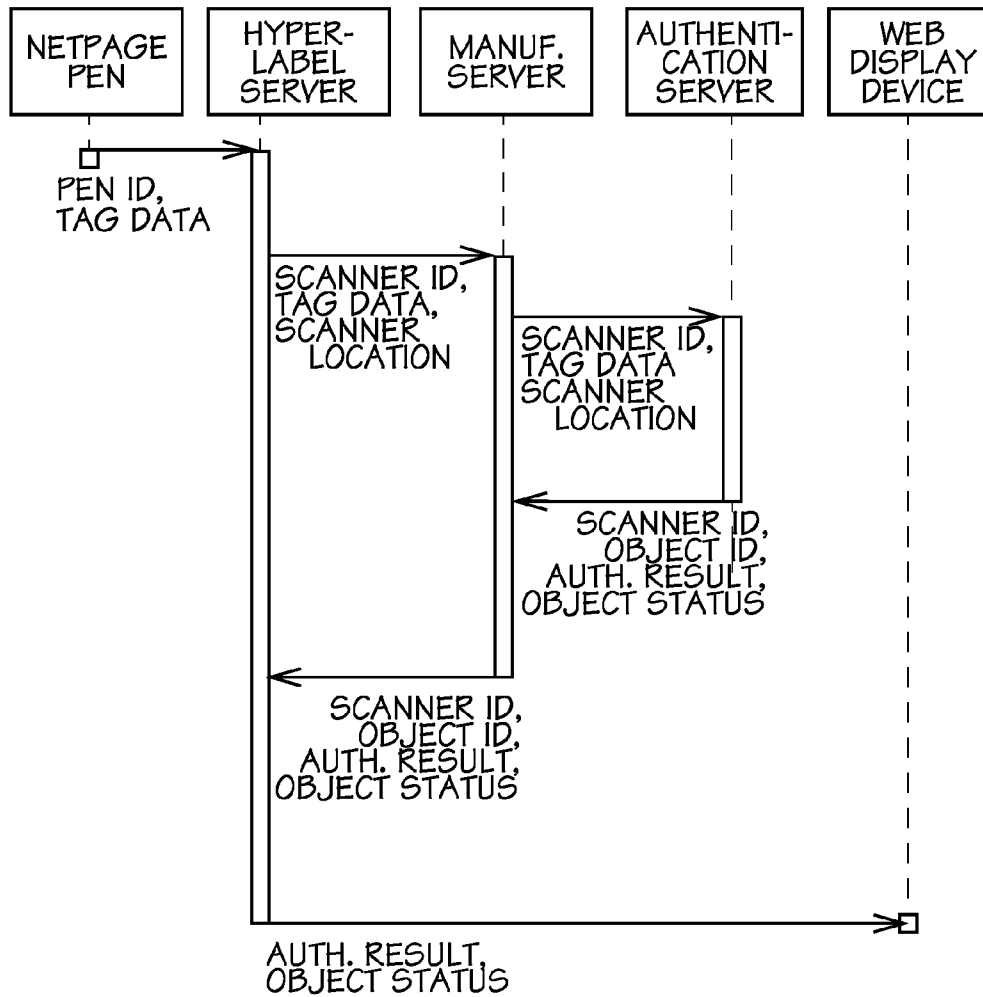 NETPAGE
PEN
HYPER-
LABEL
SERVER
MANUF.
SERVER
AUTHENTI-
CATION
SERVER
WEB
DISPLAY
DEVICE
PEN ID,
TAG DATA
SCANNER ID,
TAG DATA,
SCANNER
LOCATION
SCANNER ID,
TAG DATA
SCANNER
LOCATION
SCANNER ID,
OBJECT ID,
AUTH. RESULT,
OBJECT STATUS
SCANNER ID,
OBJECT ID,
AUTH. RESULT,
OBJECT STATUS
AUTH. RESULT,
OBJECT STATUS